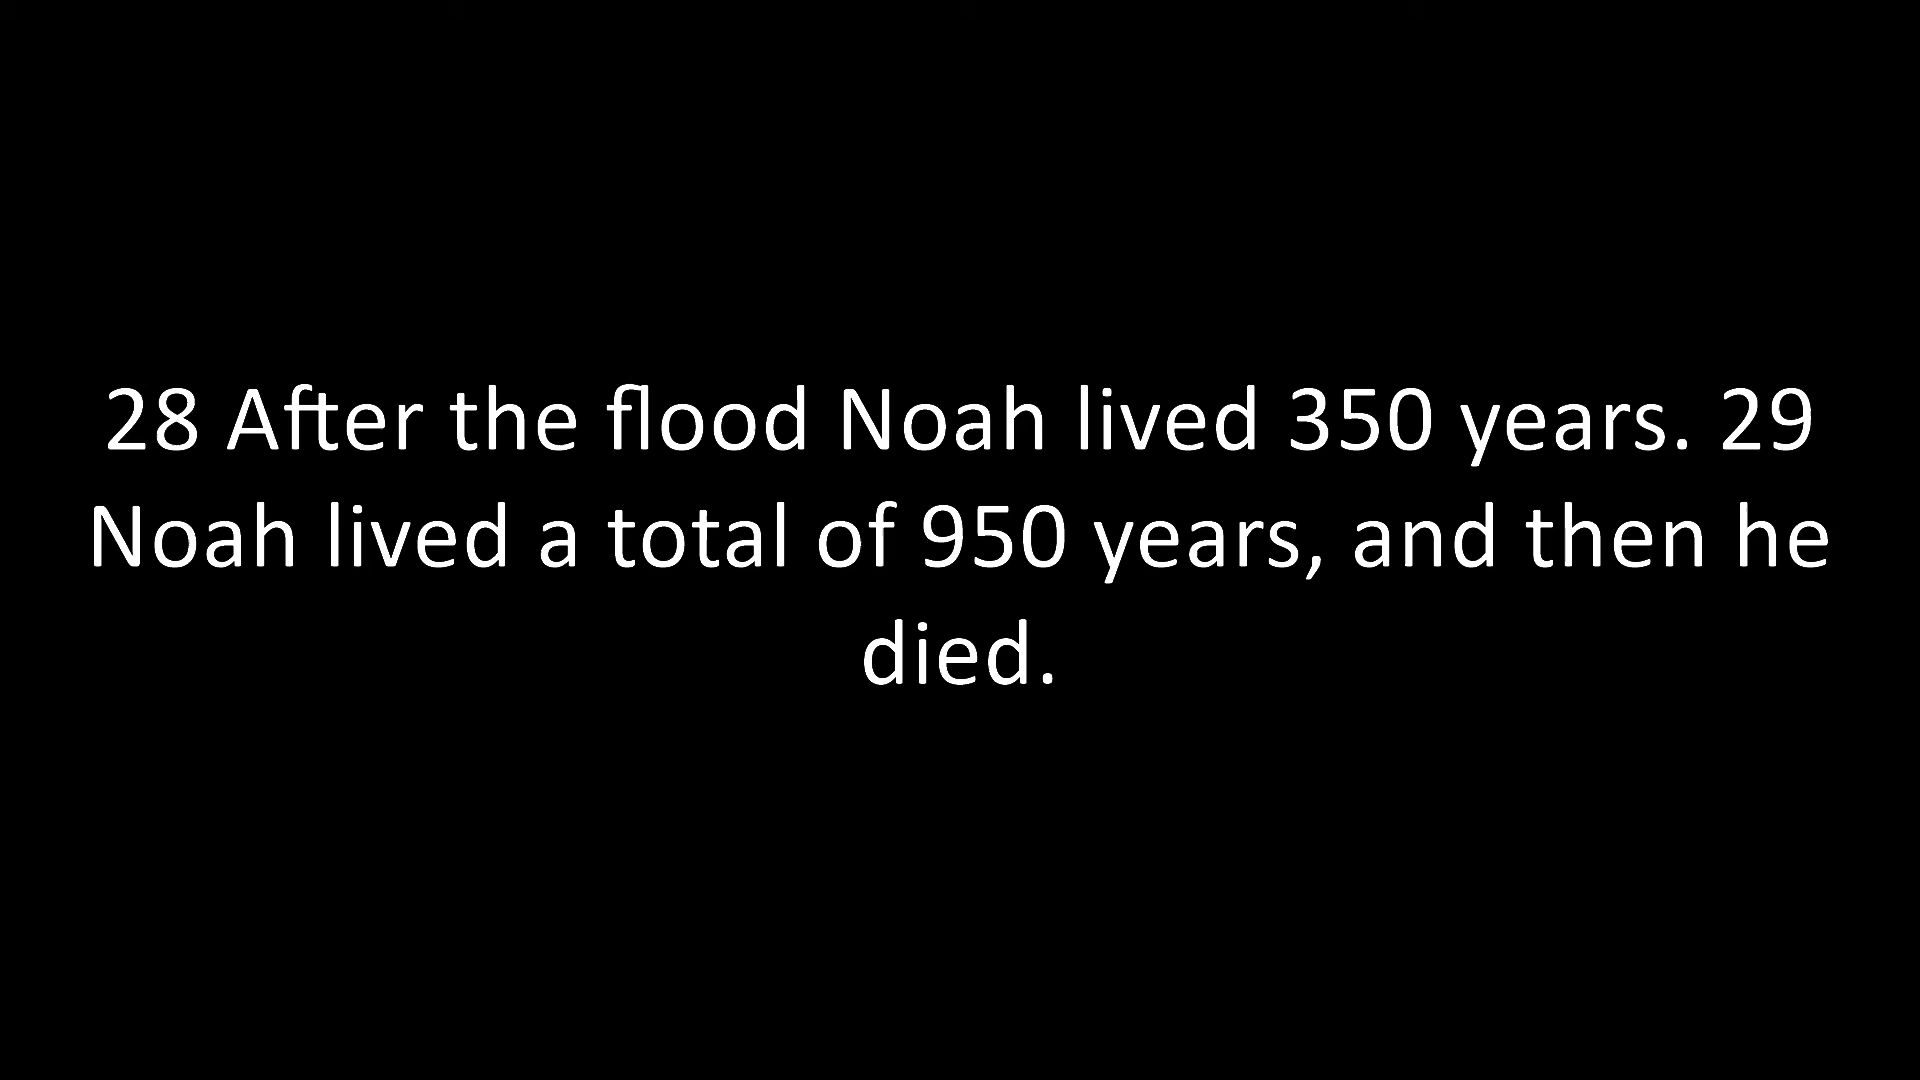 28 After the flood Noah lived 350 years. 29
Noah lived a total of 950 years, and then he
died.